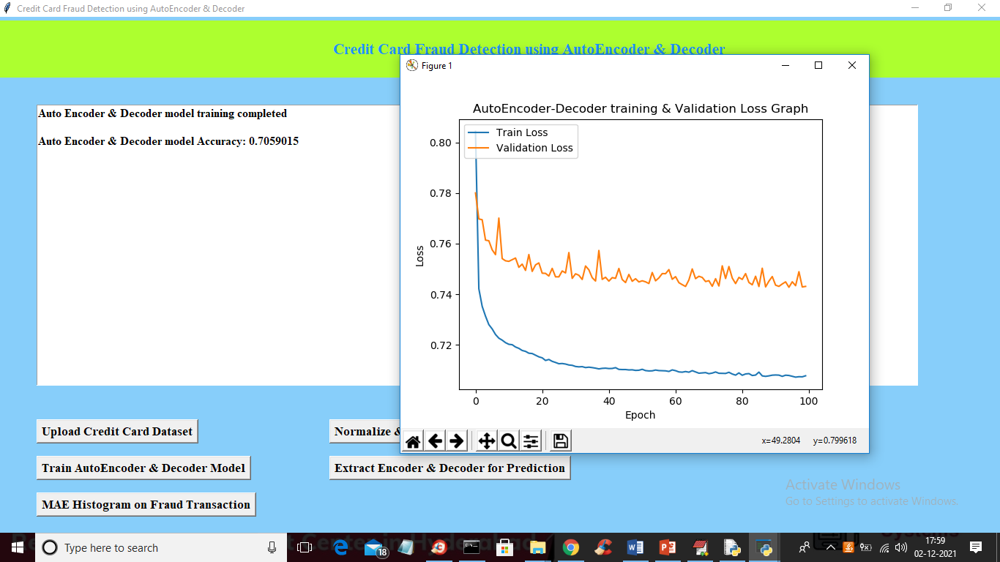 Credit Card Fraud Detection using AutoEncoder & Decoder
Credit Card Fraud Detection using AutoEncoder & Decoder
Auto Encoder & Decoder model training completed
Auto Encoder & Decoder model Accuracy: 0.7059015
Figure 1
AutoEncoder-Decoder training & Validation Loss Graph
Train Loss
Validation Loss
0.80
0.78
0.76
0.74
0.72
Loss
0 20 40 60 80 100
Epoch
x=49.2804 y=0.799618
Upload Credit Card Dataset
Normalize &
Train AutoEncoder & Decoder Model
Extract Encoder & Decoder for Prediction
MAE Histogram on Fraud Transaction
Activate Windows
Go to Settings to activate Windows.
Type here to search
18
17:59
02-12-2021